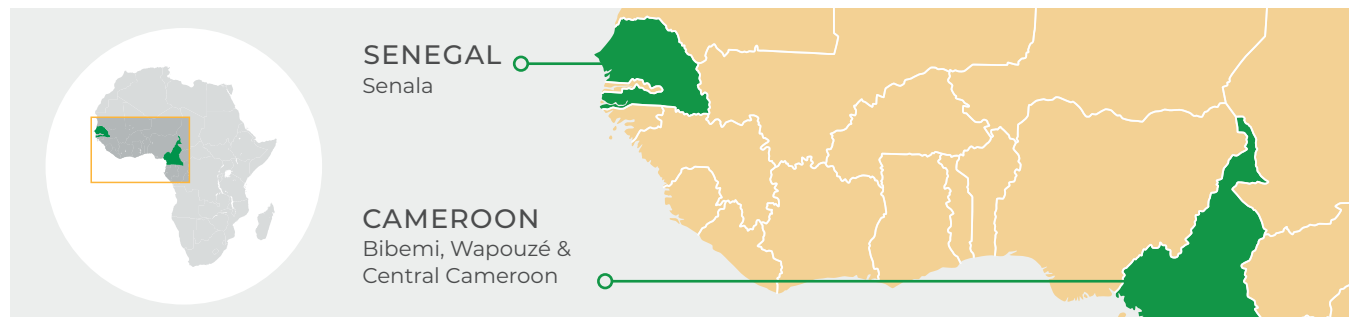 SENEGAL
Senala
CAMEROON
Bibemi, Wapouzé &
Central Cameroon